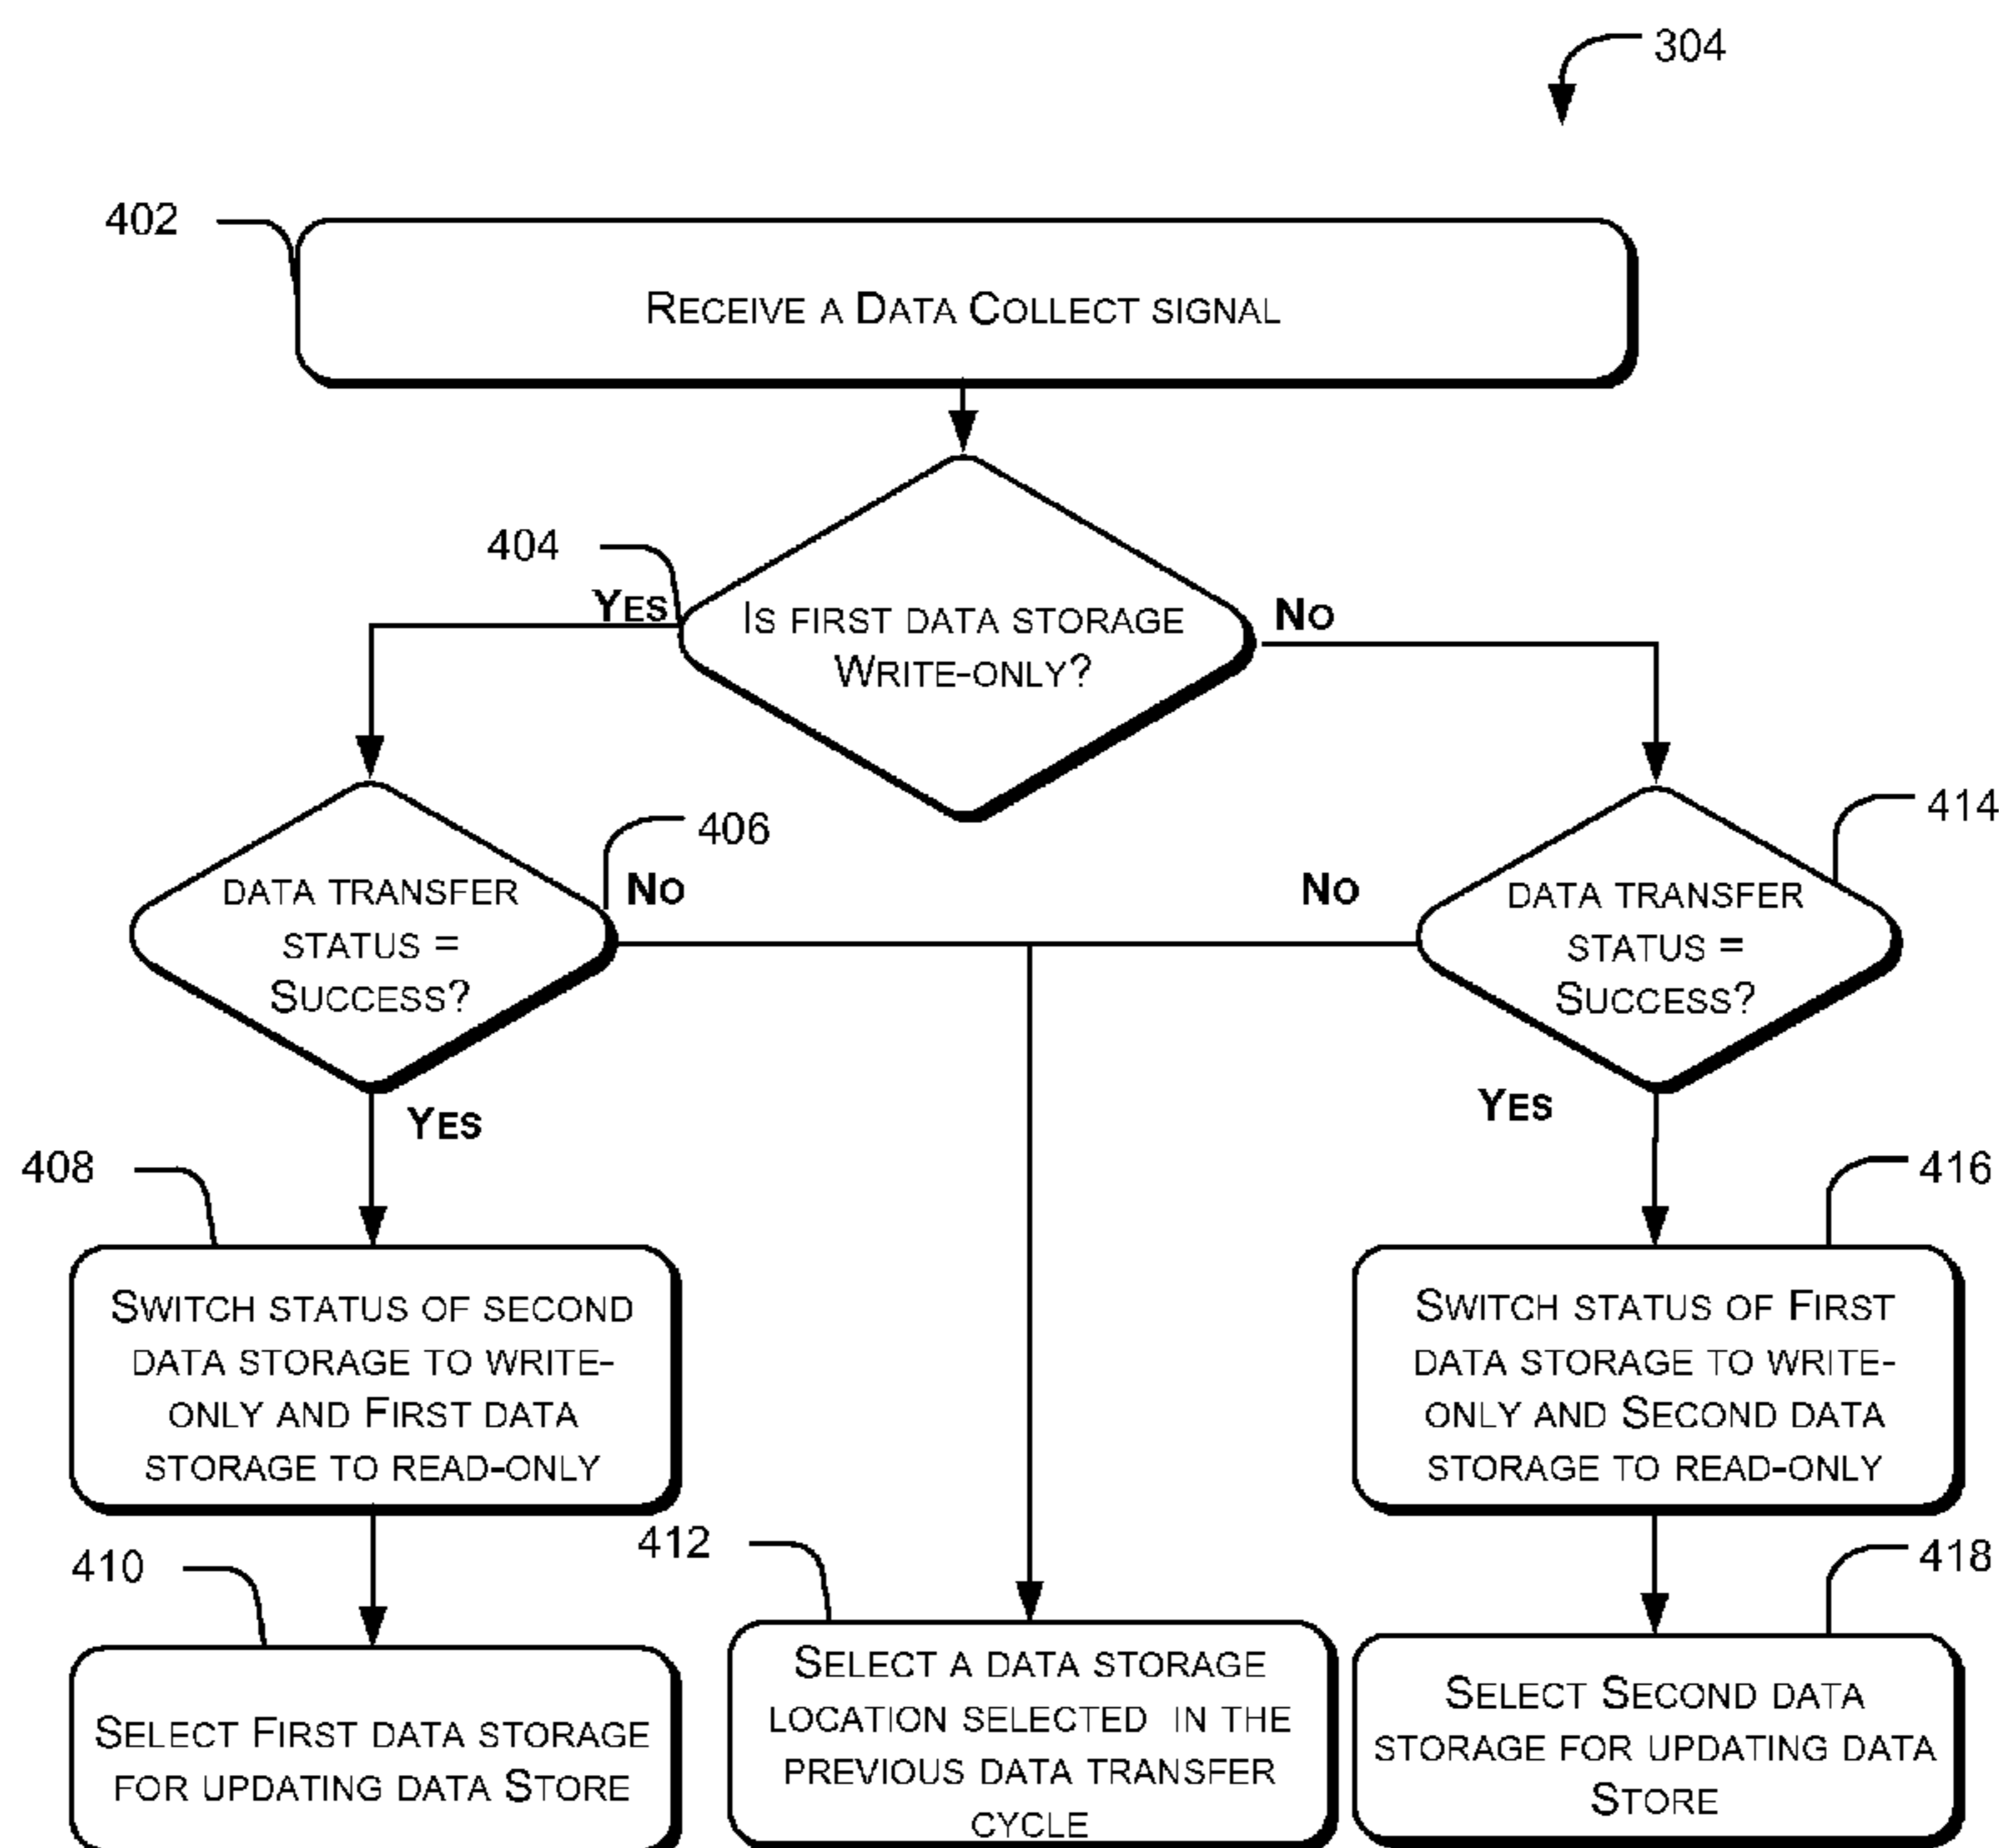 304
402
Receive a Data Collect signal
404
Yes
Is first data storage
Write-only?
No
406
414
data transfer
status =
Success?
No
No
data transfer
status =
Success?
Yes
Yes
408
416
Switch status of second
data storage to write-
only and First data
storage to read-only
Switch status of First
data storage to write-
only and Second data
storage to read-only
410
412
418
Select First data storage
for updating data Store
Select a data storage
location selected in the
previous data transfer
cycle
Select Second data
storage for updating data
Store